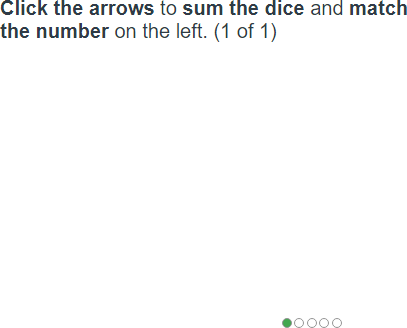 Click the arrows to sum the dice and match
the number on the left. (1 of 1)